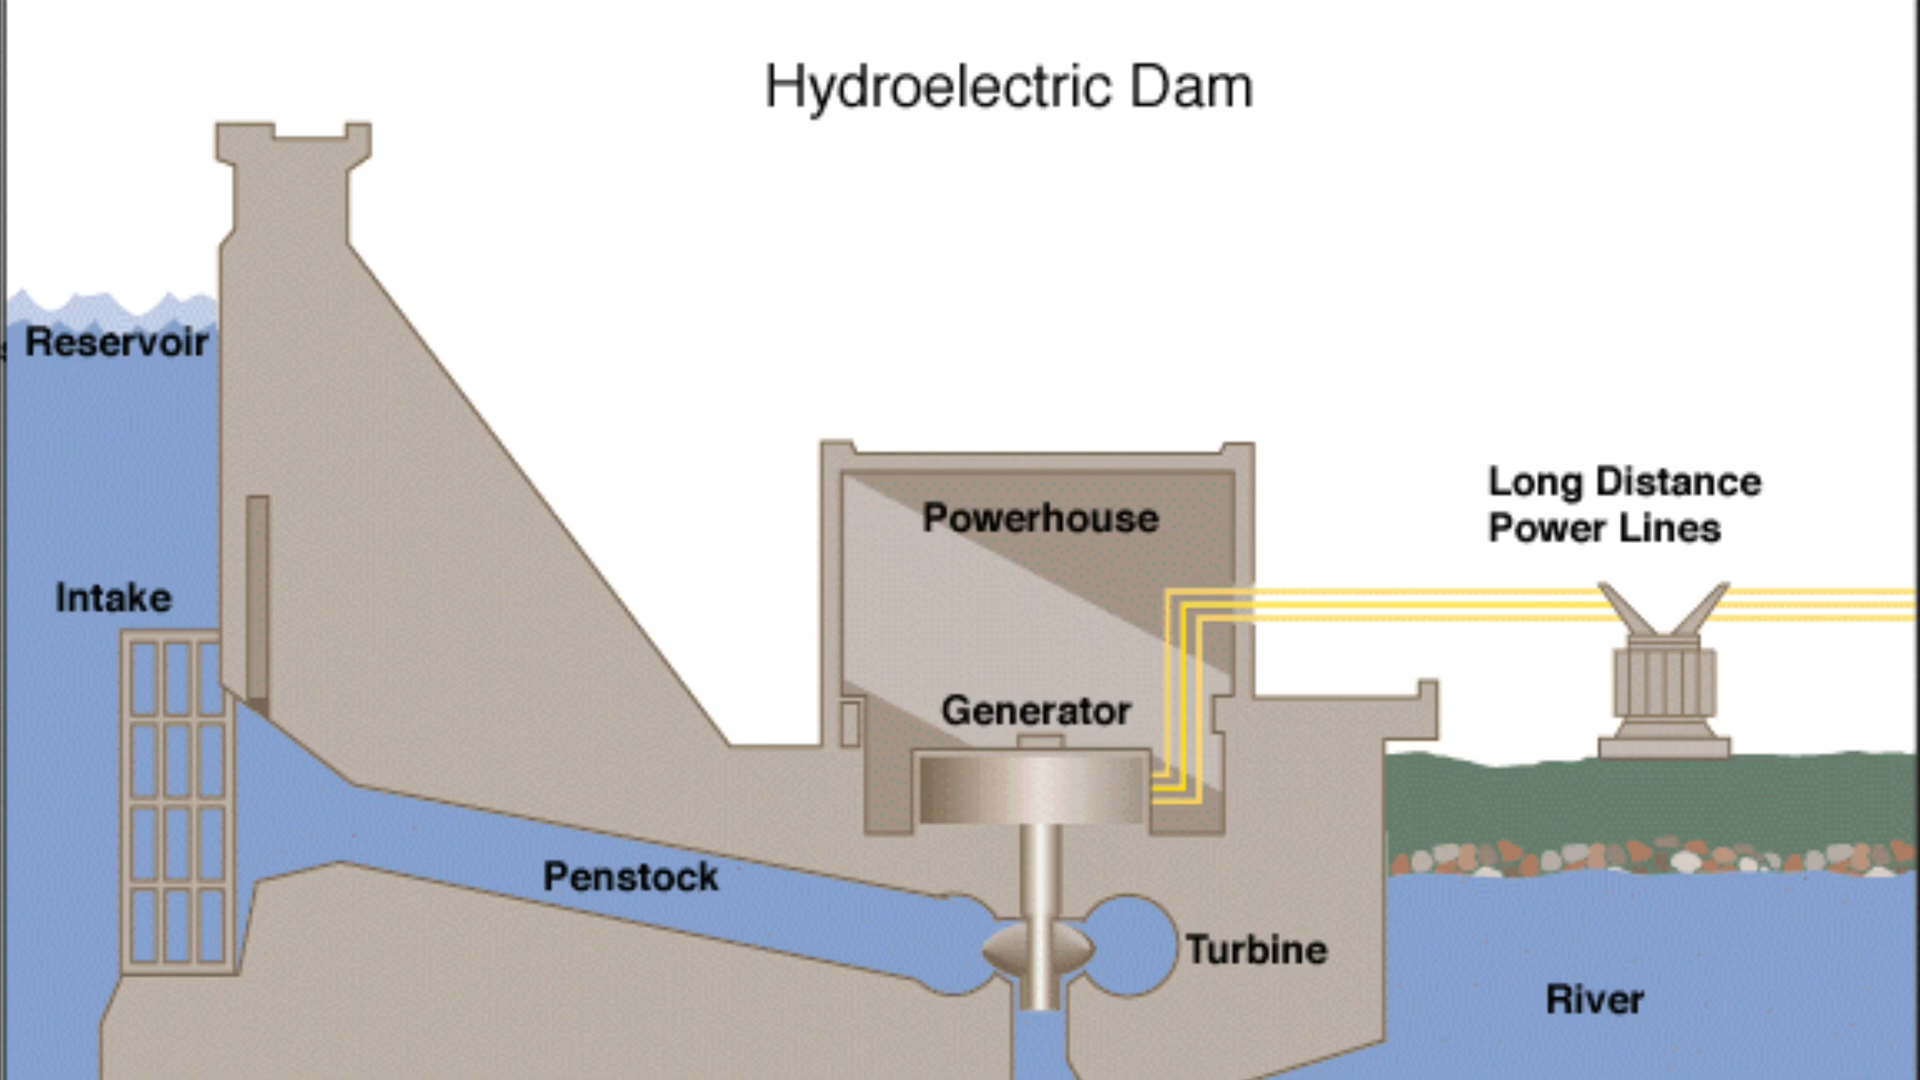 Hydroelectric Dam
Reservoir
Intake
Penstock
Powerhouse
Generator
Turbine
Long Distance
Power Lines
River